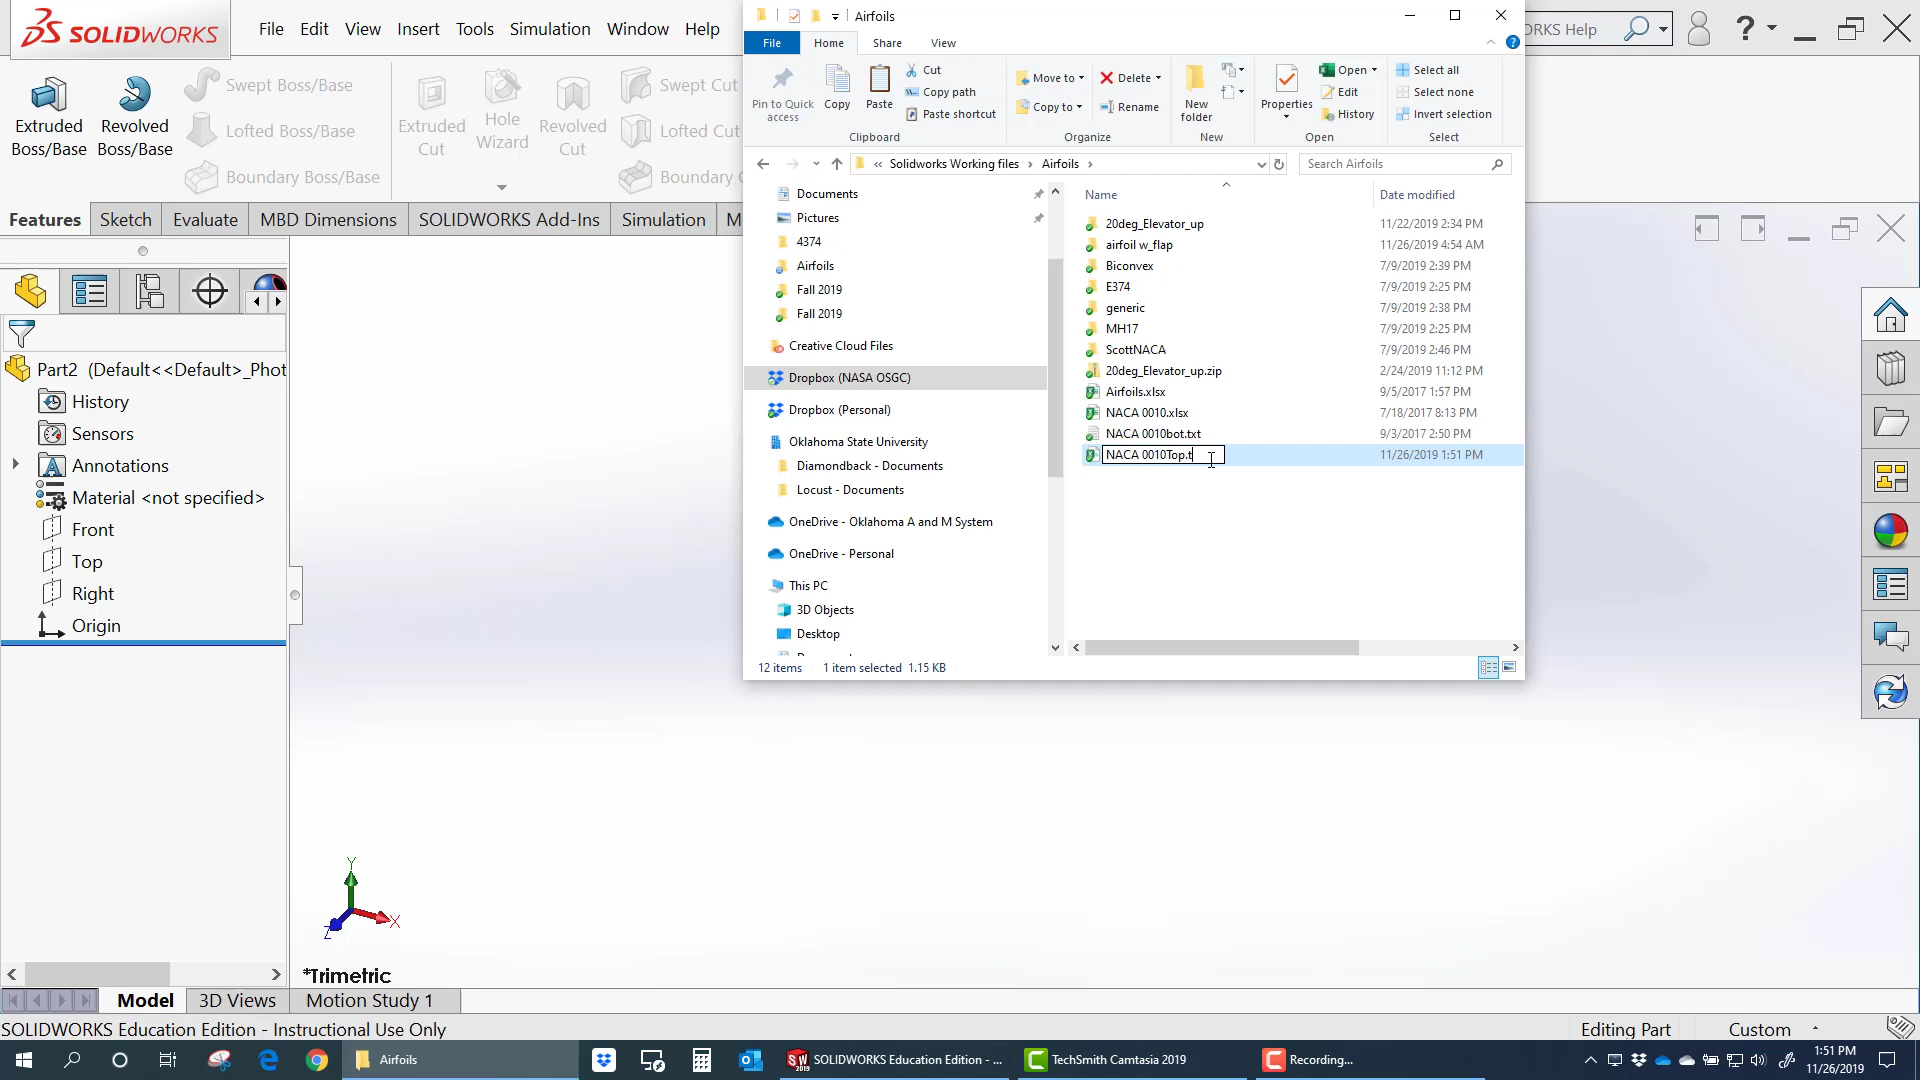 SOLIDWORKS
File Edit View Insert Tools Simulation Window Help
RKS Help
Extruded Boss/Base
Revolved Boss/Base
Swept Boss/Base
Lofted Boss/Base
Boundary Boss/Base
Extruded Cut
Hole Wizard
Revolved Cut
Swept Cut
Lofted Cut
Boundary
Features Sketch Evaluate MBD Dimensions SOLIDWORKS Add-Ins Simulation M
Part2 (Default<<Default>_Phot
History
Sensors
Annotations
Material <not specified>
Front
Top
Right
Origin
Airfoils
File Home Share View
Pin to Quick access
Copy
Paste
Cut
Copy path
Paste shortcut
Clipboard
Move to
Copy to
Delete
Rename
Organize
New folder
New
Properties
Open
Edit
History
Open
Select all
Select none
Invert selection
Select
« Solidworks Working files > Airfoils >
Search Airfoils
Documents
Pictures
4374
Airfoils
Fall 2019
Fall 2019
Creative Cloud Files
Dropbox (NASA OSGC)
Dropbox (Personal)
Oklahoma State University
Diamondback - Documents
Locust - Documents
OneDrive - Oklahoma A and M System
OneDrive - Personal
This PC
3D Objects
Desktop
Name Date modified
20deg_Elevator_up 11/22/2019 2:34 PM
airfoil w_flap 11/26/2019 4:54 AM
Biconvex 7/9/2019 2:39 PM
E374 7/9/2019 2:25 PM
generic 7/9/2019 2:38 PM
MH17 7/9/2019 2:25 PM
ScottNACA 7/9/2019 2:46 PM
20deg_Elevator_up.zip 2/24/2019 11:12 PM
Airfoils.xlsx 9/5/2017 1:57 PM
NACA 0010.xlsx 7/18/2017 8:13 PM
NACA 0010bot.txt 9/3/2017 2:50 PM
NACA 0010Top.t 11/26/2019 1:51 PM
12 items 1 item selected 1.15 KB
Y
X
Z
*Trimetric
Model 3D Views Motion Study 1
SOLIDWORKS Education Edition - Instructional Use Only
Editing Part Custom
Airfoils
SW 2019
SOLIDWORKS Education Edition - ...
TechSmith Camtasia 2019
Recording...
1:51 PM
11/26/2019